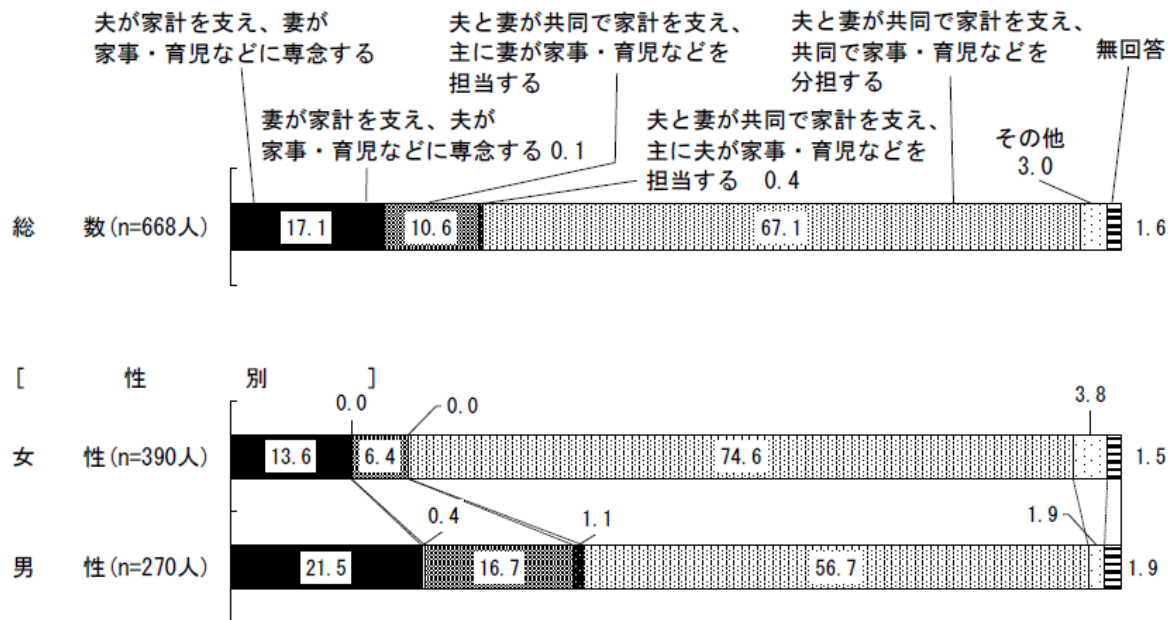 夫が家計を支え、妻が
家事・育児などに専念する
夫と妻が共同で家計を支え、
主に妻が家事・育児などを
担当する
夫と妻が共同で家計を支え、
共同で家事・育児などを
分担する
無回答
妻が家計を支え、夫が
家事・育児などに専念する 0.1
夫と妻が共同で家計を支え、
主に夫が家事・育児などを
担当する 0.4
その他
3.0
総 数(n=668人) 17.1 10.6 67.1 1.6
[ 性 別 ]
0.0 0.0 3.8
女 性(n=390人) 13.6 6.4 74.6 1.5
0.4 1.1 1.9
男 性(n=270人) 21.5 16.7 56.7 1.9